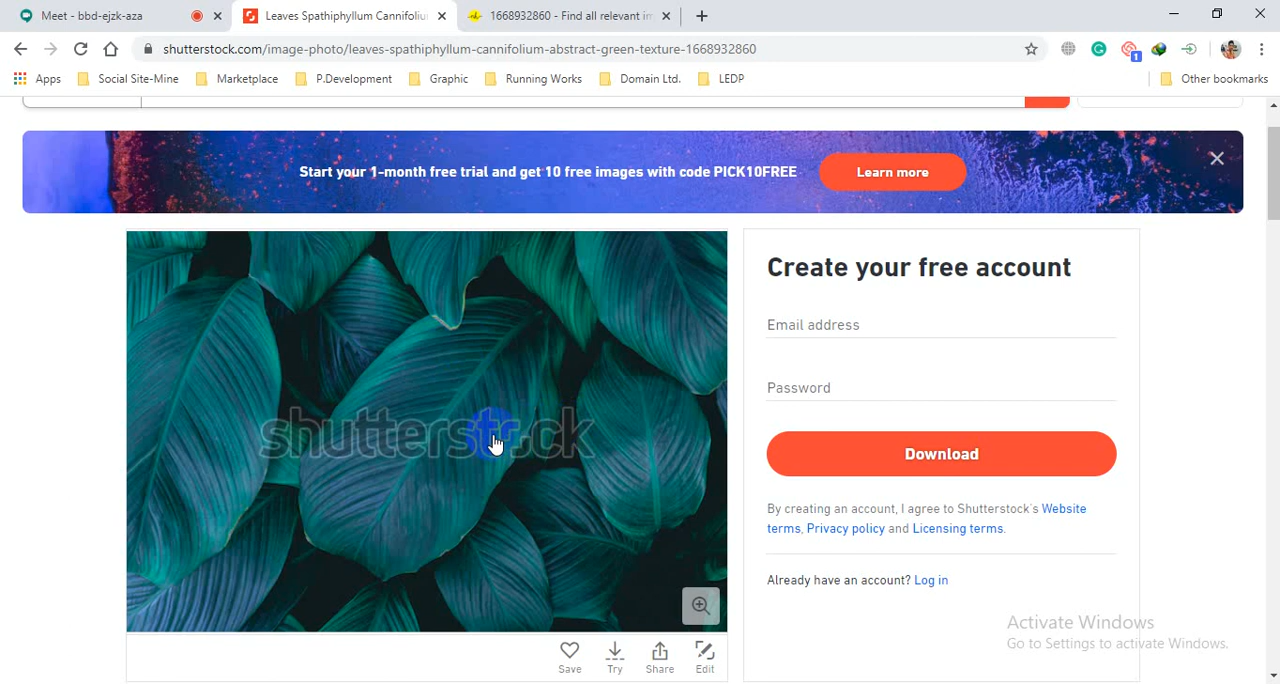 Meet - bbd-ejzk-aza
Leaves Spathiphyllum Cannifoliu
1668932860 - Find all relevant im
shutterstock.com/image-photo/leaves-spathiphyllum-cannifolium-abstract-green-texture-1668932860
1
Apps
Social Site-Mine
Marketplace
P.Development
Graphic
Running Works
Domain Ltd.
LEDP
Other bookmarks
Start your 1-month free trial and get 10 free images with code PICK10FREE
Learn more
shutterstock
Create your free account
Email address
Password
Download
By creating an account, I agree to Shutterstock's Website
terms, Privacy policy and Licensing terms.
Already have an account? Log in
Activate Windows
Go to Settings to activate Windows.
Save
Try
Share
Edit